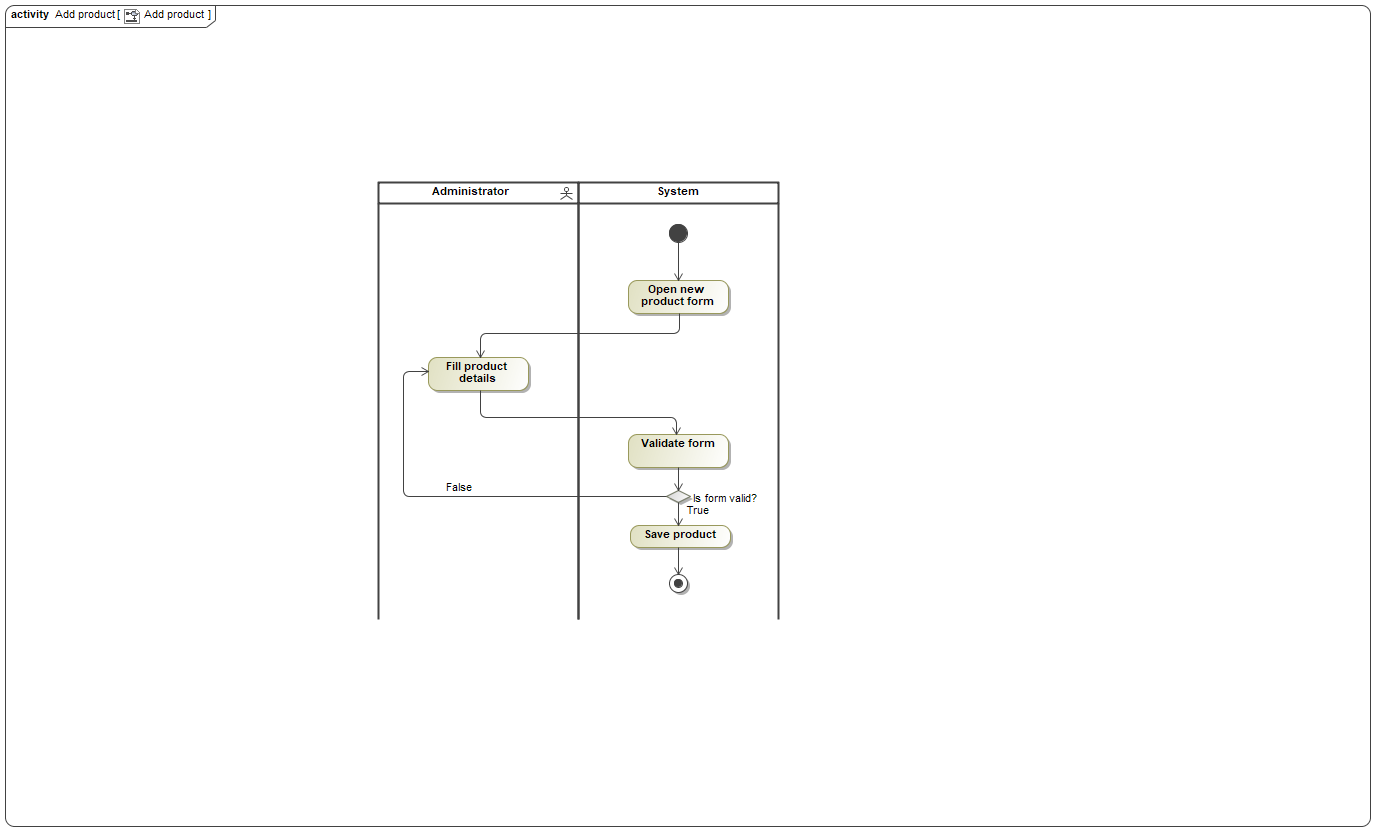 activity Add product[ Add product ]
Administrator
System
Open new
product form
Fill product
details
Validate form
False
Is form valid?
True
Save product